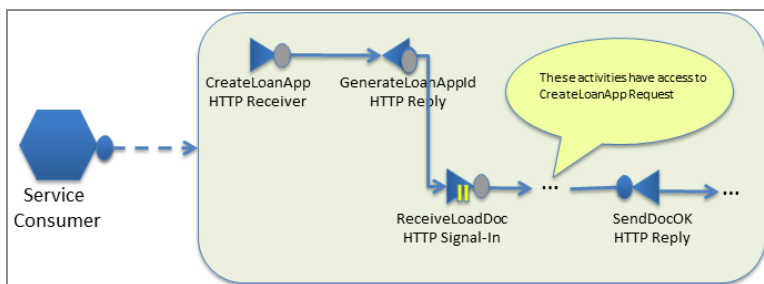 CreateLoanApp
HTTP Receiver
GenerateLoanAppId
HTTP Reply
These activities have access to
CreateLoanApp Request
Service
Consumer
...
...
ReceiveLoadDoc
HTTP Signal-In
SendDocOK
HTTP Reply